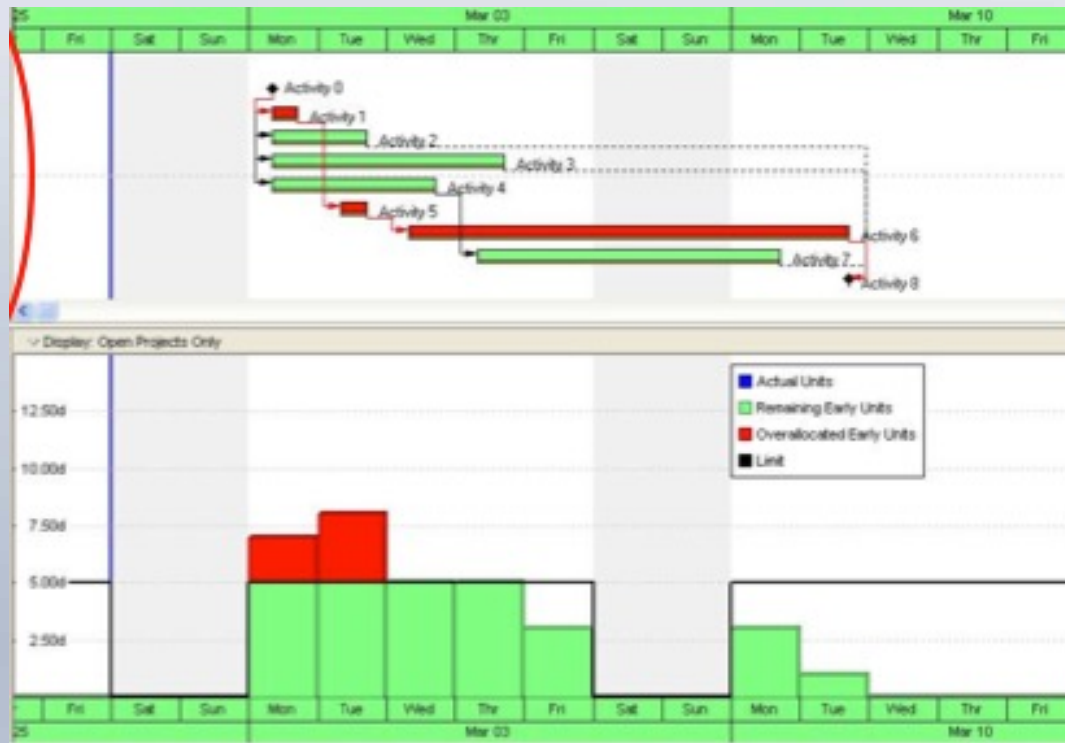 25 Mar 03 Mar 10
Fri Sat Sun Mon Tue Wed Thr Fri Sat Sun Mon Tue Wed Thr Fri
Activity 0
Activity 1
Activity 2
Activity 3
Activity 4
Activity 5
Activity 6
Activity 7
Activity 8
Display: Open Projects Only
Actual Units
Remaining Early Units
Overallocated Early Units
Limit
12.50d
10.00d
7.50d
5.00d
2.50d
Fri Sat Sun Mon Tue Wed Thr Fri Sat Sun Mon Tue Wed Thr Fri
25 Mar 03 Mar 10